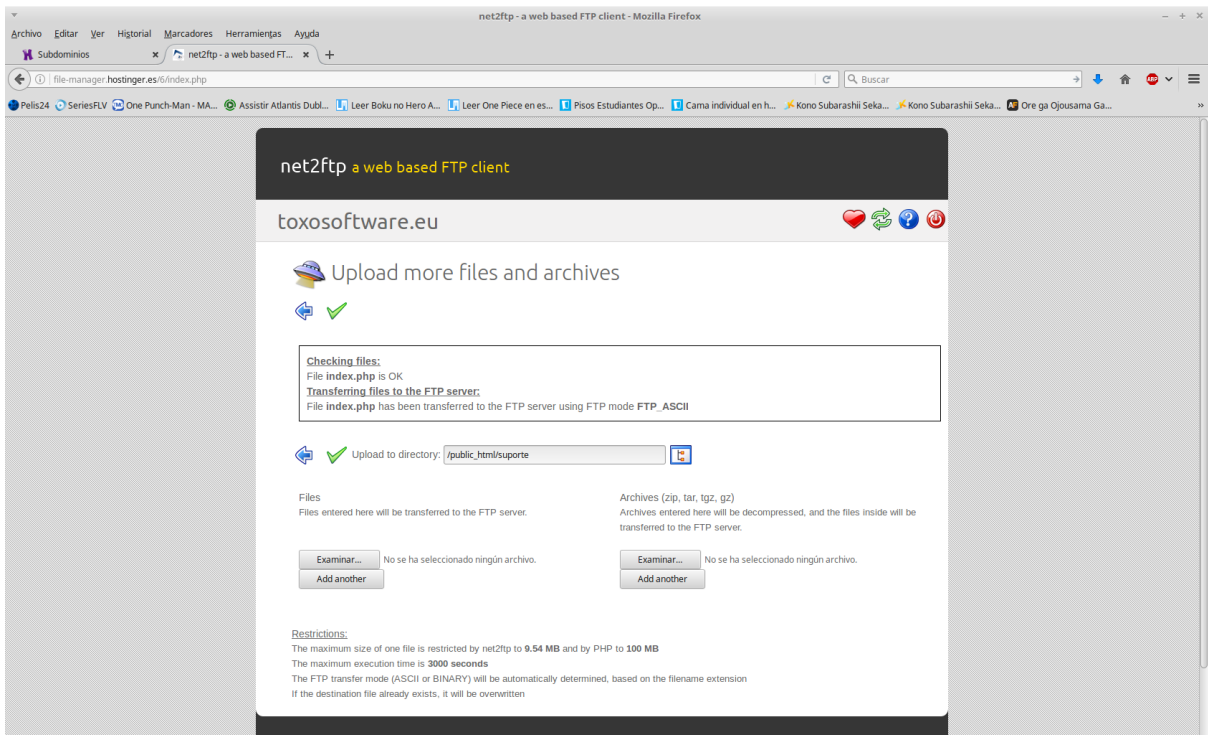 net2ftp - a web based FTP client - Mozilla Firefox
Archivo Editar Ver Historial Marcadores Herramientas Ayuda
Subdominios net2ftp - a web based FT...
file-manager.hostinger.es/6/index.php Buscar
Pelis24 SeriesFLV One Punch-Man - MA... Assistir Atlantis Dubl... Leer Boku no Hero A... Leer One Piece en es... Pisos Estudiantes Op... Cama individual en h... Kono Subarashii Seka... Kono Subarashii Seka... Ore ga Ojousama Ga... »
net2ftp a web based FTP client
toxosoftware.eu
Upload more files and archives
Checking files:
File index.php is OK
Transferring files to the FTP server:
File index.php has been transferred to the FTP server using FTP mode FTP_ASCII
Upload to directory: /public_html/suporte
Files
Files entered here will be transferred to the FTP server.
Examinar... No se ha seleccionado ningún archivo.
Add another
Archives (zip, tar, tgz, gz)
Archives entered here will be decompressed, and the files inside will be
transferred to the FTP server.
Examinar... No se ha seleccionado ningún archivo.
Add another
Restrictions:
The maximum size of one file is restricted by net2ftp to 9.54 MB and by PHP to 100 MB
The maximum execution time is 3000 seconds
The FTP transfer mode (ASCII or BINARY) will be automatically determined, based on the filename extension
If the destination file already exists, it will be overwritten